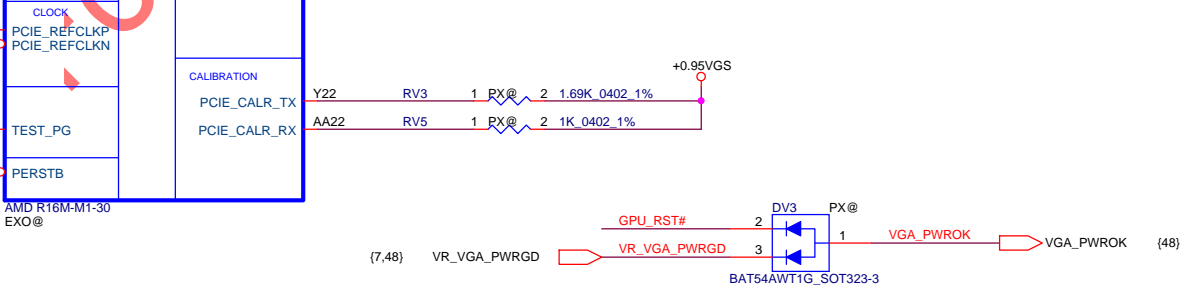 CLOCK
PCIE_REFCLKP
PCIE_REFCLKN
+0.95VGS
CALIBRATION
PCIE_CALR_TX Y22 RV3 1 PX@ 2 1.69K_0402_1%
TEST_PG PCIE_CALR_RX AA22 RV5 1 PX@ 2 1K_0402_1%
PERSTB
AMD R16M-M1-30
EXO@
DV3 PX@
GPU_RST# 2
1 VGA_PWROK VGA_PWROK {48}
{7,48} VR_VGA_PWRGD VR_VGA_PWRGD 3
BAT54AWT1G_SOT323-3